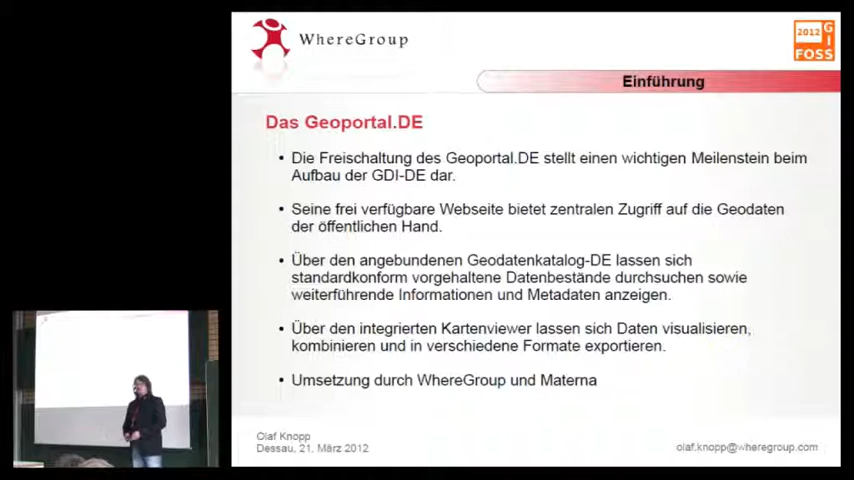 WhereGroup
2012 GIS
FOSS
Einführung
Das Geoportal.DE
• Die Freischaltung des Geoportal.DE stellt einen wichtigen Meilenstein beim
Aufbau der GDI-DE dar.
• Seine frei verfügbare Webseite bietet zentralen Zugriff auf die Geodaten
der öffentlichen Hand.
• Über den angebundenen Geodatenkatalog-DE lassen sich
standardkonform vorgehaltene Datenbestände durchsuchen sowie
weiterführende Informationen und Metadaten anzeigen.
• Über den integrierten Kartenviewer lassen sich Daten visualisieren,
kombinieren und in verschiedene Formate exportieren.
• Umsetzung durch WhereGroup und Materna
Olaf Knopp
Dessau, 21. März 2012
olaf.knopp@wheregroup.com